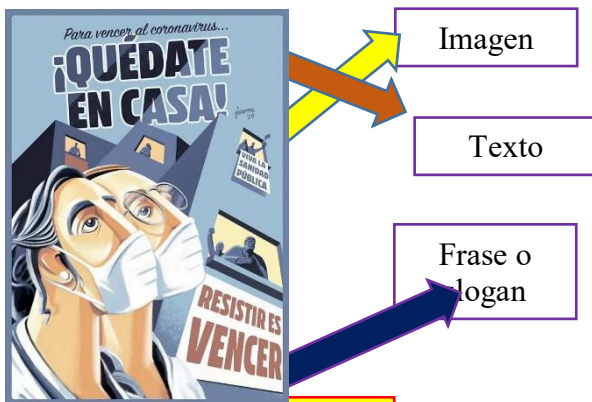 Para vencer al coronavirus...
¡QUÉDATE
EN CASA!
VIVA LA
SANIDAD
PÚBLICA
RESISTIR ES
VENCER
Imagen
Texto
Frase o
slogan